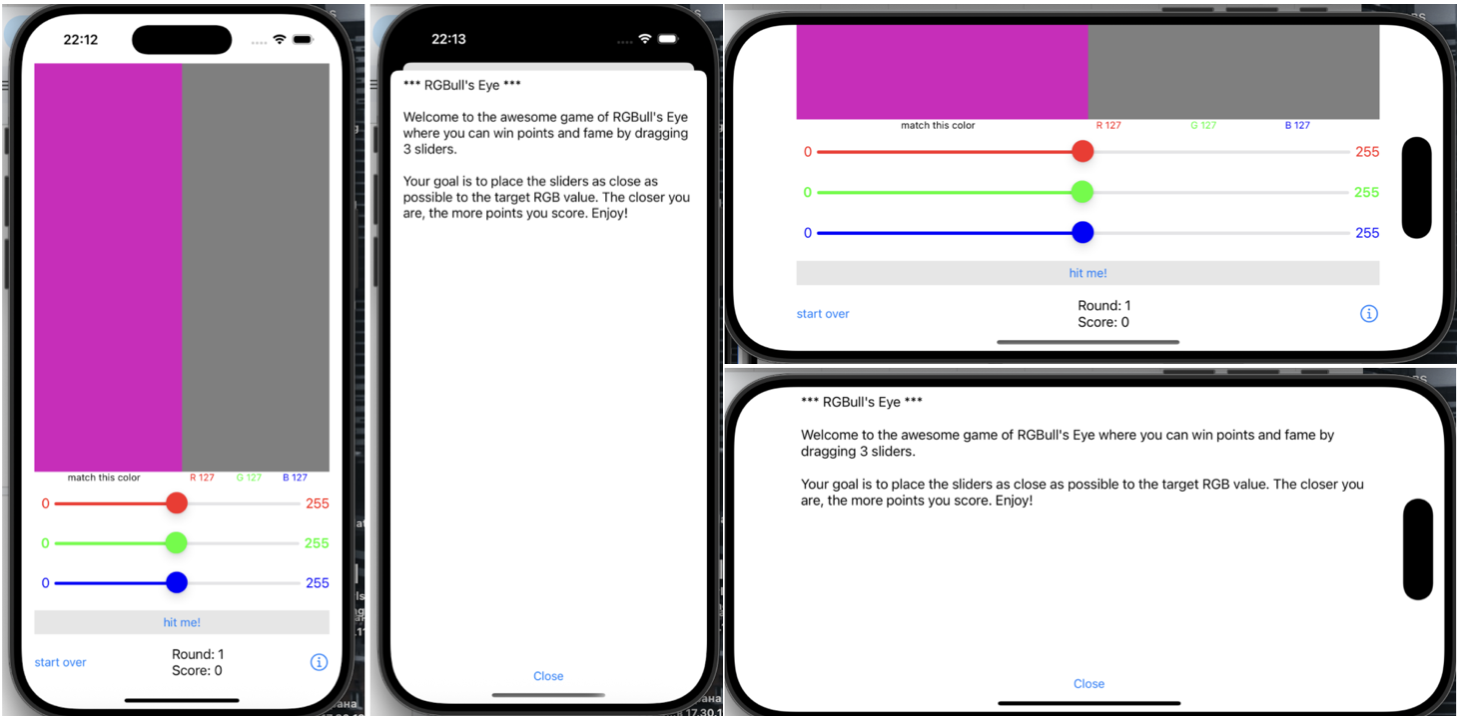 22:12
match this color
R 127 G 127 B 127
0 255
0 255
0 255
hit me!
start over
Round: 1
Score: 0
22:13
*** RGBull's Eye ***
Welcome to the awesome game of RGBull's Eye
where you can win points and fame by dragging
3 sliders.
Your goal is to place the sliders as close as
possible to the target RGB value. The closer you
are, the more points you score. Enjoy!
Close
match this color
R 127 G 127 B 127
0 255
0 255
0 255
hit me!
start over
Round: 1
Score: 0
*** RGBull's Eye ***
Welcome to the awesome game of RGBull's Eye where you can win points and fame by
dragging 3 sliders.
Your goal is to place the sliders as close as possible to the target RGB value. The closer you
are, the more points you score. Enjoy!
Close